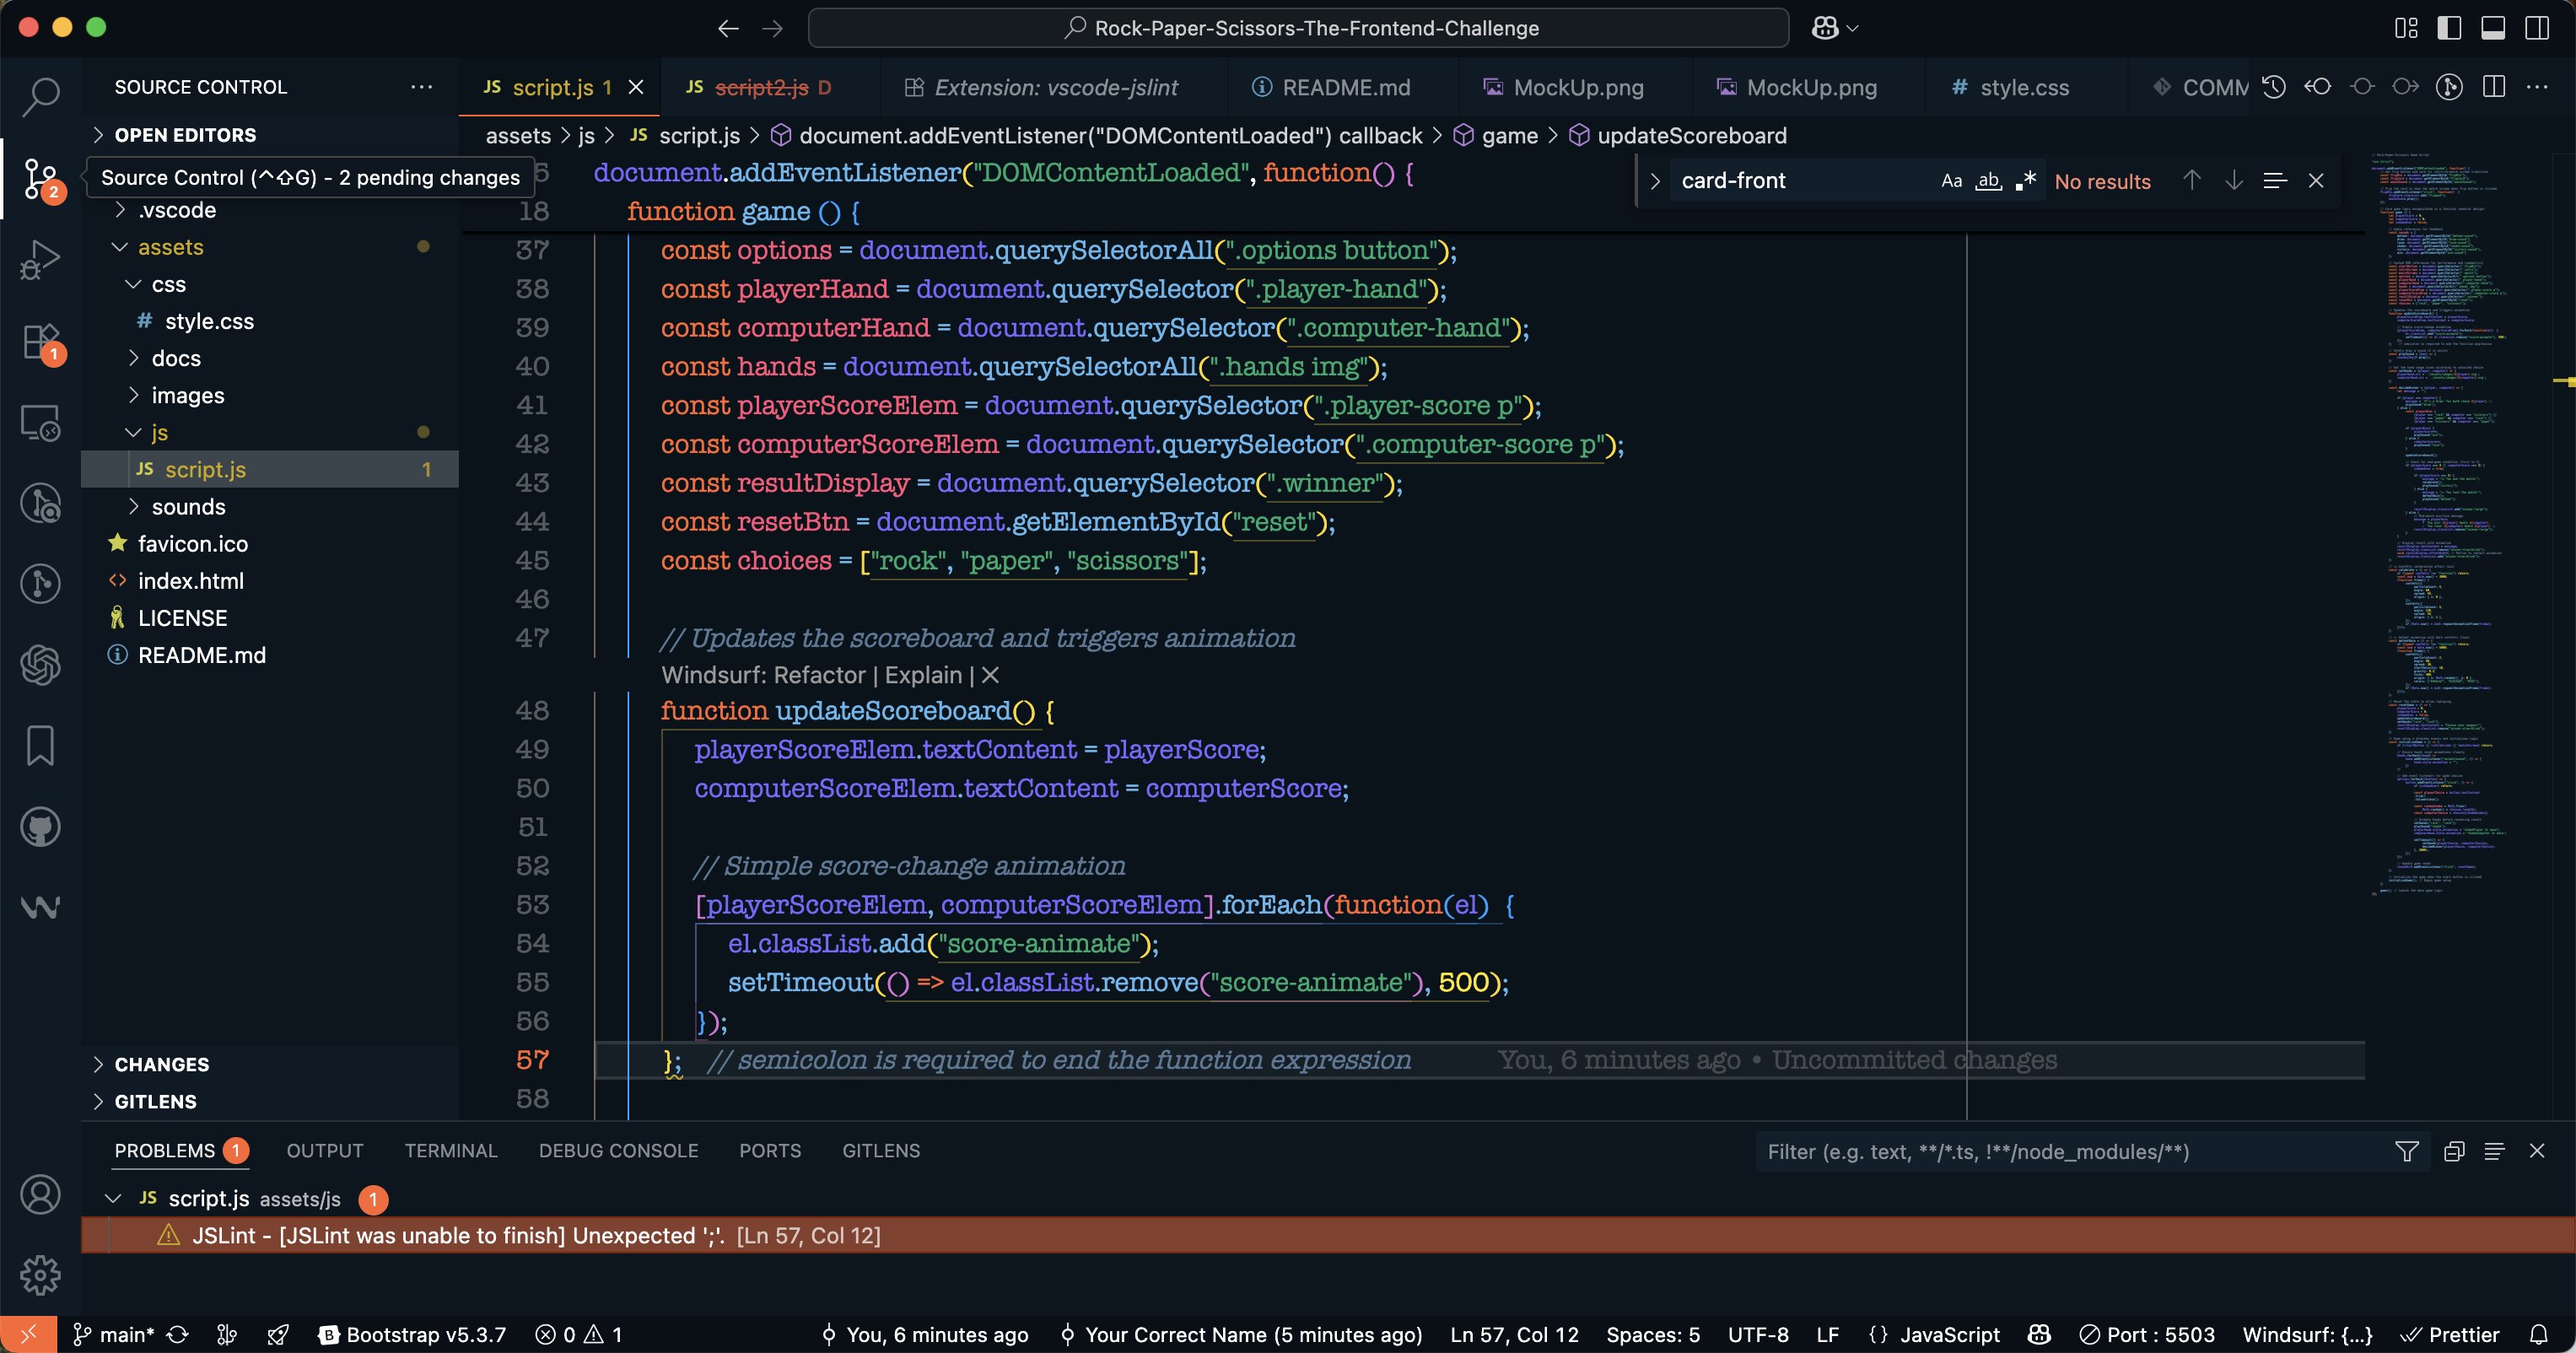 Rock-Paper-Scissors-The-Frontend-Challenge
SOURCE CONTROL
JS script.js 1
JS script2.js D
Extension: vscode-jslint
README.md
MockUp.png
MockUp.png
# style.css
COMM
OPEN EDITORS
assets > js > JS script.js > document.addEventListener("DOMContentLoaded") callback > game > updateScoreboard
2
Source Control (⌃⇧G) - 2 pending changes
.vscode
assets
css
# style.css
1
docs
images
js
JS script.js 1
sounds
favicon.ico
index.html
LICENSE
README.md
CHANGES
GITLENS
5 document.addEventListener("DOMContentLoaded", function() {
18 function game () {
card-front
Aa ab .* No results
37 const options = document.querySelectorAll(".options button");
38 const playerHand = document.querySelector(".player-hand");
39 const computerHand = document.querySelector(".computer-hand");
40 const hands = document.querySelectorAll(".hands img");
41 const playerScoreElem = document.querySelector(".player-score p");
42 const computerScoreElem = document.querySelector(".computer-score p");
43 const resultDisplay = document.querySelector(".winner");
44 const resetBtn = document.getElementById("reset");
45 const choices = ["rock", "paper", "scissors"];
46
47 // Updates the scoreboard and triggers animation
Windsurf: Refactor | Explain | ✕
48 function updateScoreboard() {
49 playerScoreElem.textContent = playerScore;
50 computerScoreElem.textContent = computerScore;
51
52 // Simple score-change animation
53 [playerScoreElem, computerScoreElem].forEach(function(el) {
54 el.classList.add("score-animate");
55 setTimeout(() => el.classList.remove("score-animate"), 500);
56 });
57 }; // semicolon is required to end the function expression You, 6 minutes ago • Uncommitted changes
58
PROBLEMS 1 OUTPUT TERMINAL DEBUG CONSOLE PORTS GITLENS
Filter (e.g. text, **/*.ts, !**/node_modules/**)
JS script.js assets/js 1
JSLint - [JSLint was unable to finish] Unexpected ';'. [Ln 57, Col 12]
main* B Bootstrap v5.3.7 0 1 You, 6 minutes ago Your Correct Name (5 minutes ago) Ln 57, Col 12 Spaces: 5 UTF-8 LF {} JavaScript Port : 5503 Windsurf: {...} Prettier